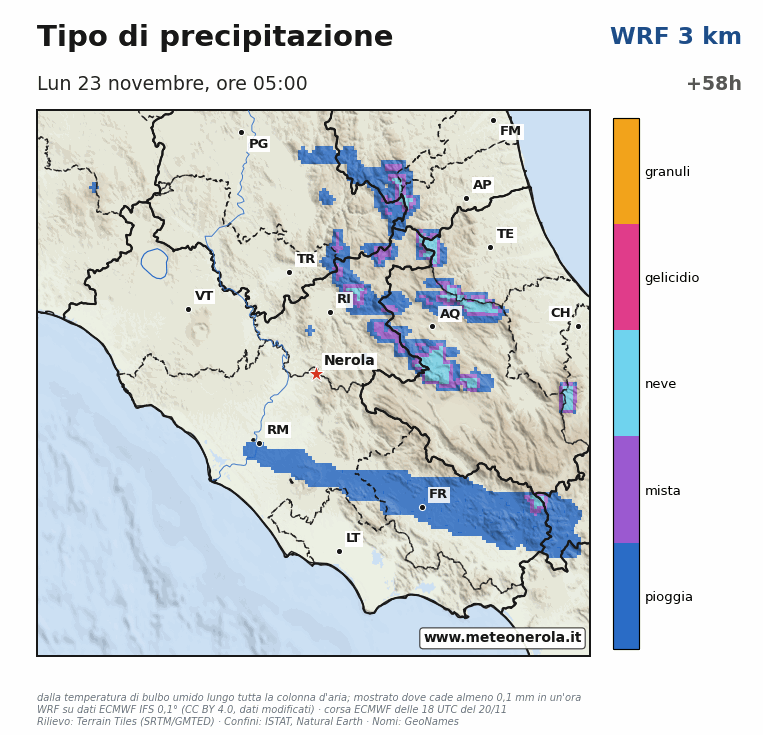 Tipo di precipitazione
WRF 3 km
Lun 23 novembre, ore 05:00
+58h
FM
PG
AP
TE
TR
VT
RI
AQ
CH
Nerola
RM
FR
LT
www.meteonerola.it
granuli
gelicidio
neve
mista
pioggia
dalla temperatura di bulbo umido lungo tutta la colonna d'aria; mostrato dove cade almeno 0,1 mm in un'ora
WRF su dati ECMWF IFS 0,1° (CC BY 4.0, dati modificati) · corsa ECMWF delle 18 UTC del 20/11
Rilievo: Terrain Tiles (SRTM/GMTED) · Confini: ISTAT, Natural Earth · Nomi: GeoNames